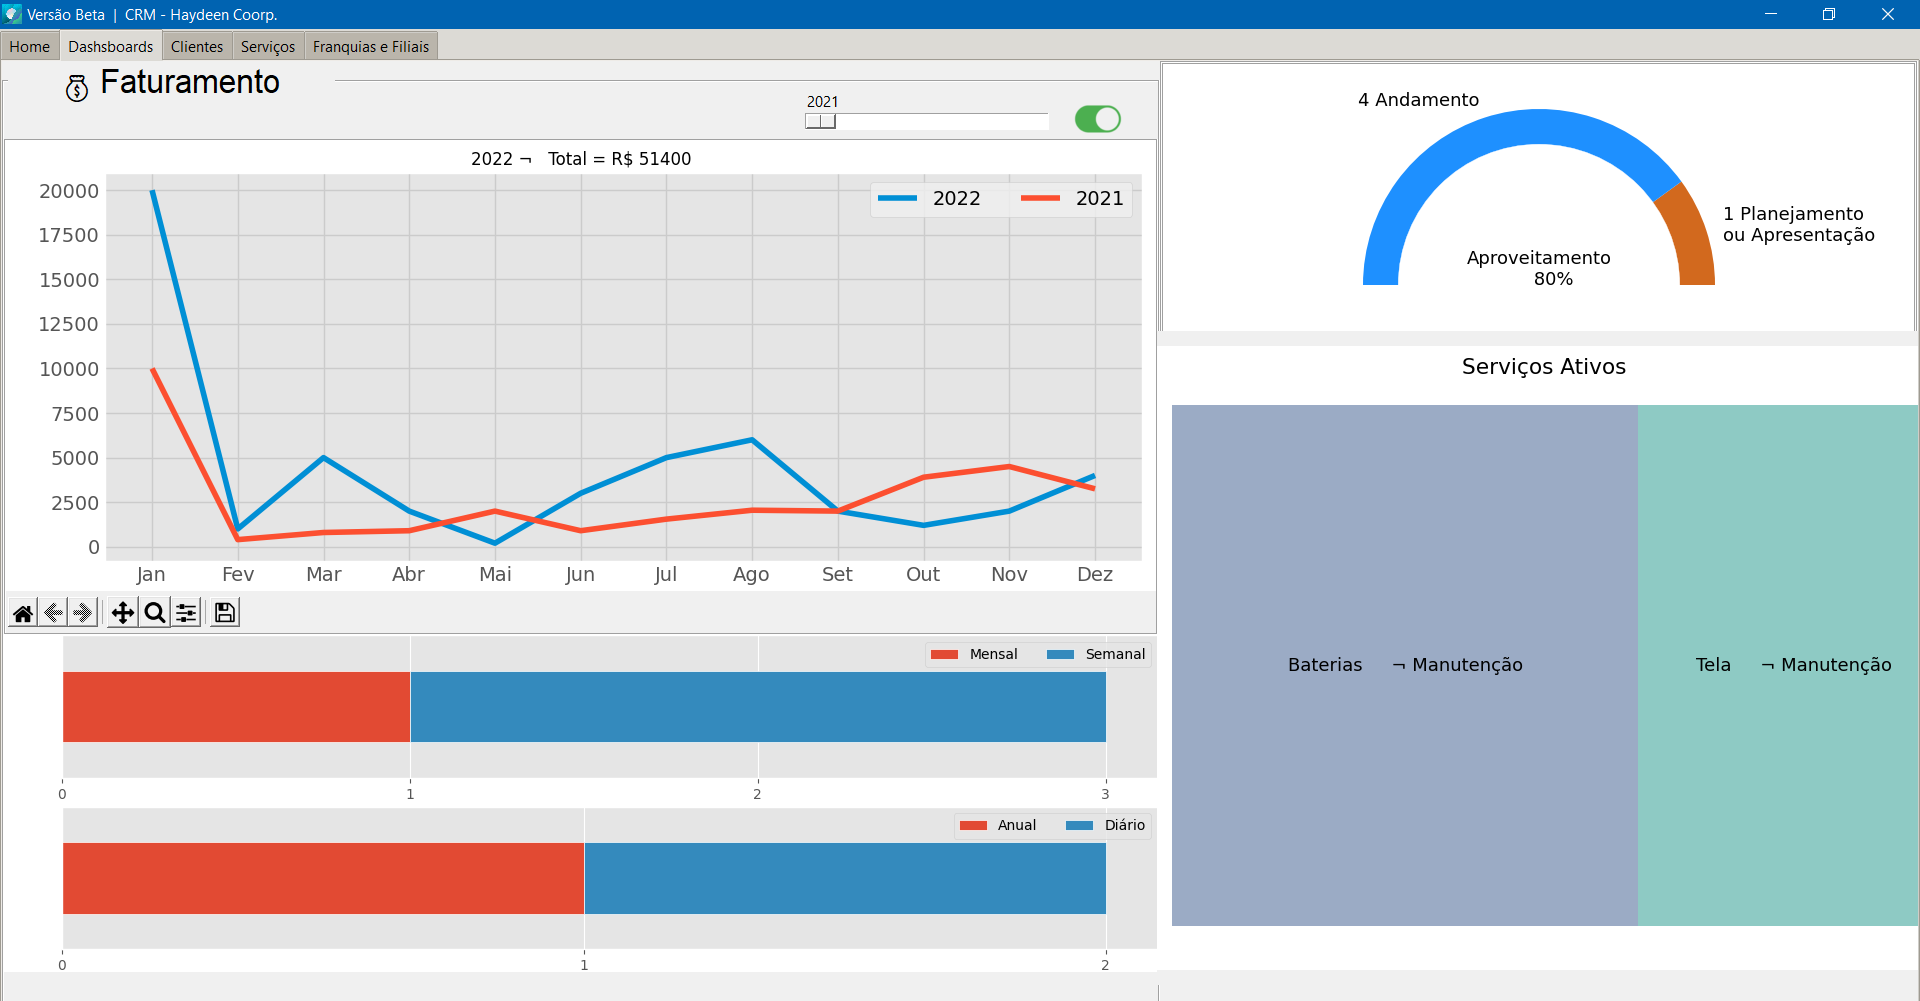 Versão Beta | CRM - Haydeen Coorp.
Home Dashsboards Clientes Serviços Franquias e Filiais
Faturamento
2021
2022 ¬ Total = R$ 51400
2022 2021
20000
17500
15000
12500
10000
7500
5000
2500
0
Jan Fev Mar Abr Mai Jun Jul Ago Set Out Nov Dez
Mensal Semanal
0 1 2 3
Anual Diário
0 1 2
4 Andamento
1 Planejamento
ou Apresentação
Aproveitamento
80%
Serviços Ativos
Baterias ¬ Manutenção
Tela ¬ Manutenção